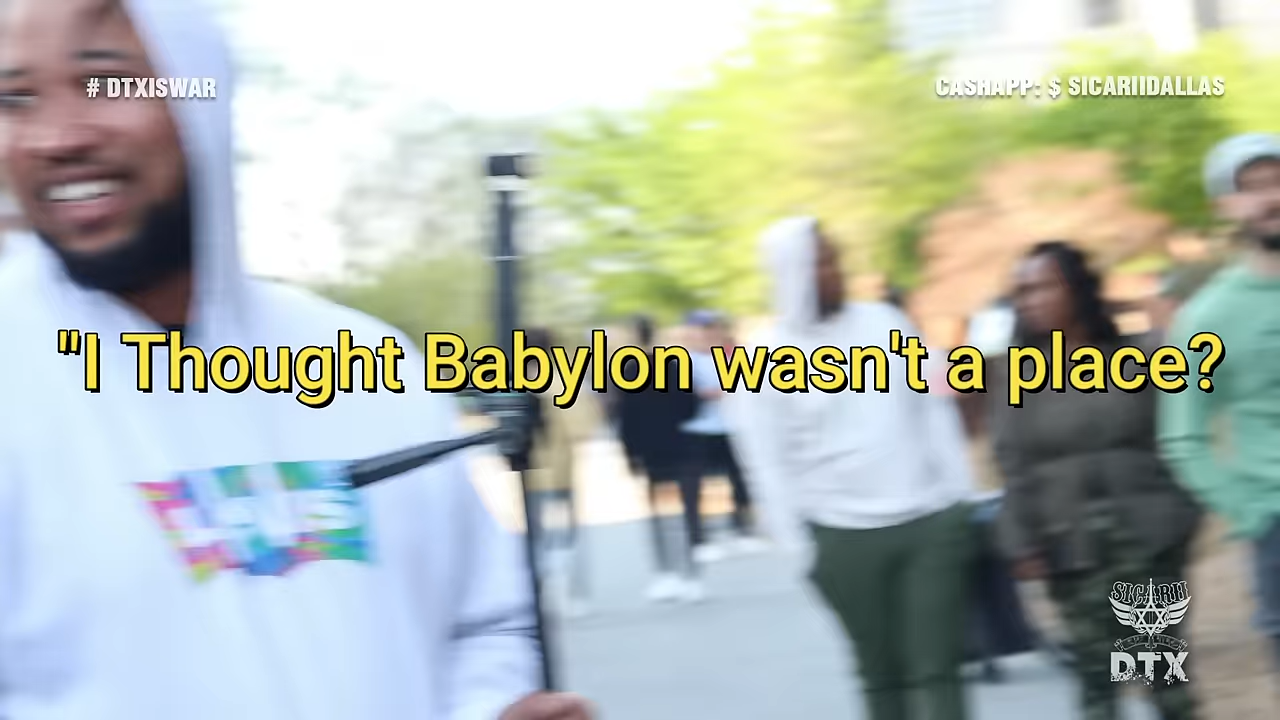 # DTXISWAR
CASHAPP: $ SICARIIDALLAS
"I Thought Babylon wasn't a place?
SICARII
DTX